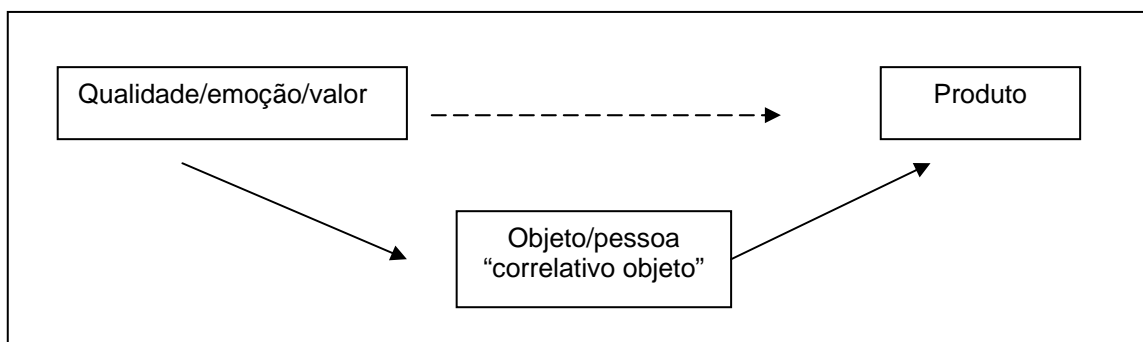 Qualidade/emoção/valor
Produto
Objeto/pessoa
“correlativo objeto”